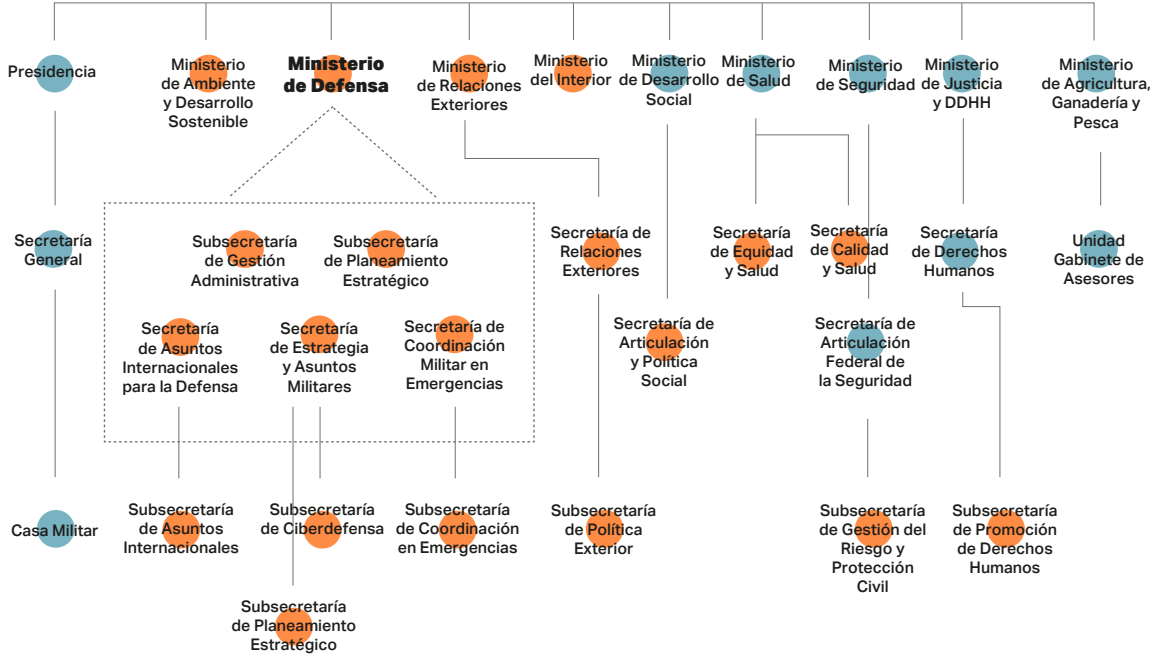 Presidencia
Ministerio
de Ambiente
y Desarrollo
Sostenible
Ministerio
de Defensa
Ministerio
de Relaciones
Exteriores
Ministerio
del Interior
Ministerio
de Desarrollo
Social
Ministerio
de Salud
Ministerio
de Seguridad
Ministerio
de Justicia
y DDHH
Ministerio
de Agricultura,
Ganadería y
Pesca
Secretaría
General
Subsecretaría
de Gestión
Administrativa
Subsecretaría
de Planeamiento
Estratégico
Secretaría de
Relaciones
Exteriores
Secretaría
de Equidad
y Salud
Secretaría
de Calidad
y Salud
Secretaría
de Derechos
Humanos
Unidad
Gabinete de
Asesores
Secretaría
de Asuntos
Internacionales
para la Defensa
Secretaría
de Estrategia
y Asuntos
Militares
Secretaría de
Coordinación
Militar en
Emergencias
Secretaría de
Articulación
y Política
Social
Secretaría de
Articulación
Federal de
la Seguridad
Casa Militar
Subsecretaría
de Asuntos
Internacionales
Subsecretaría
de Ciberdefensa
Subsecretaría
de Coordinación
en Emergencias
Subsecretaría
de Política
Exterior
Subsecretaría
de Gestión del
Riesgo y
Protección
Civil
Subsecretaría
de Promoción
de Derechos
Humanos
Subsecretaría
de Planeamiento
Estratégico